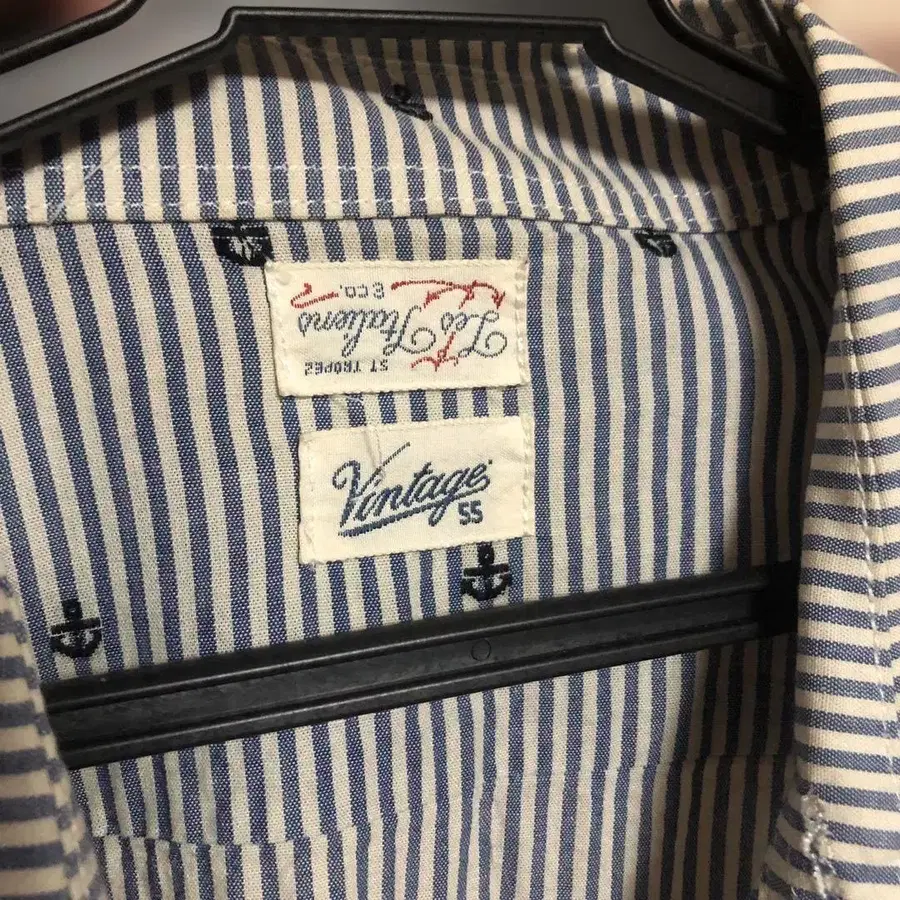 ST TROPEZ
Les Italiens
& CO.
Vintage
55